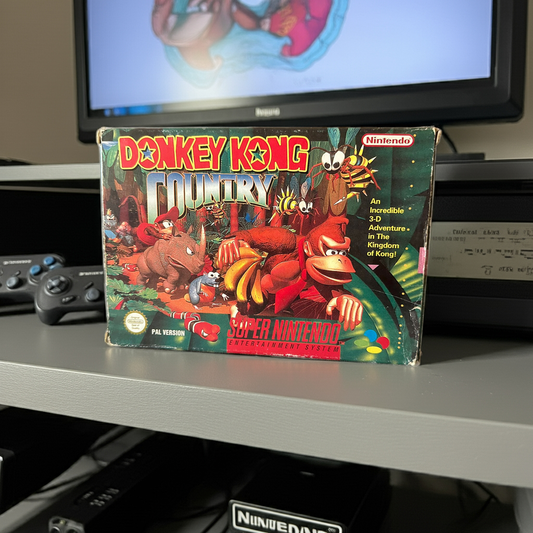 DONKEY KONG
COUNTRY
Nintendo
An
Incredible
3-D
Adventure
in The
Kingdom
of Kong!
PAL VERSION
SUPER NINTENDO
ENTERTAINMENT SYSTEM